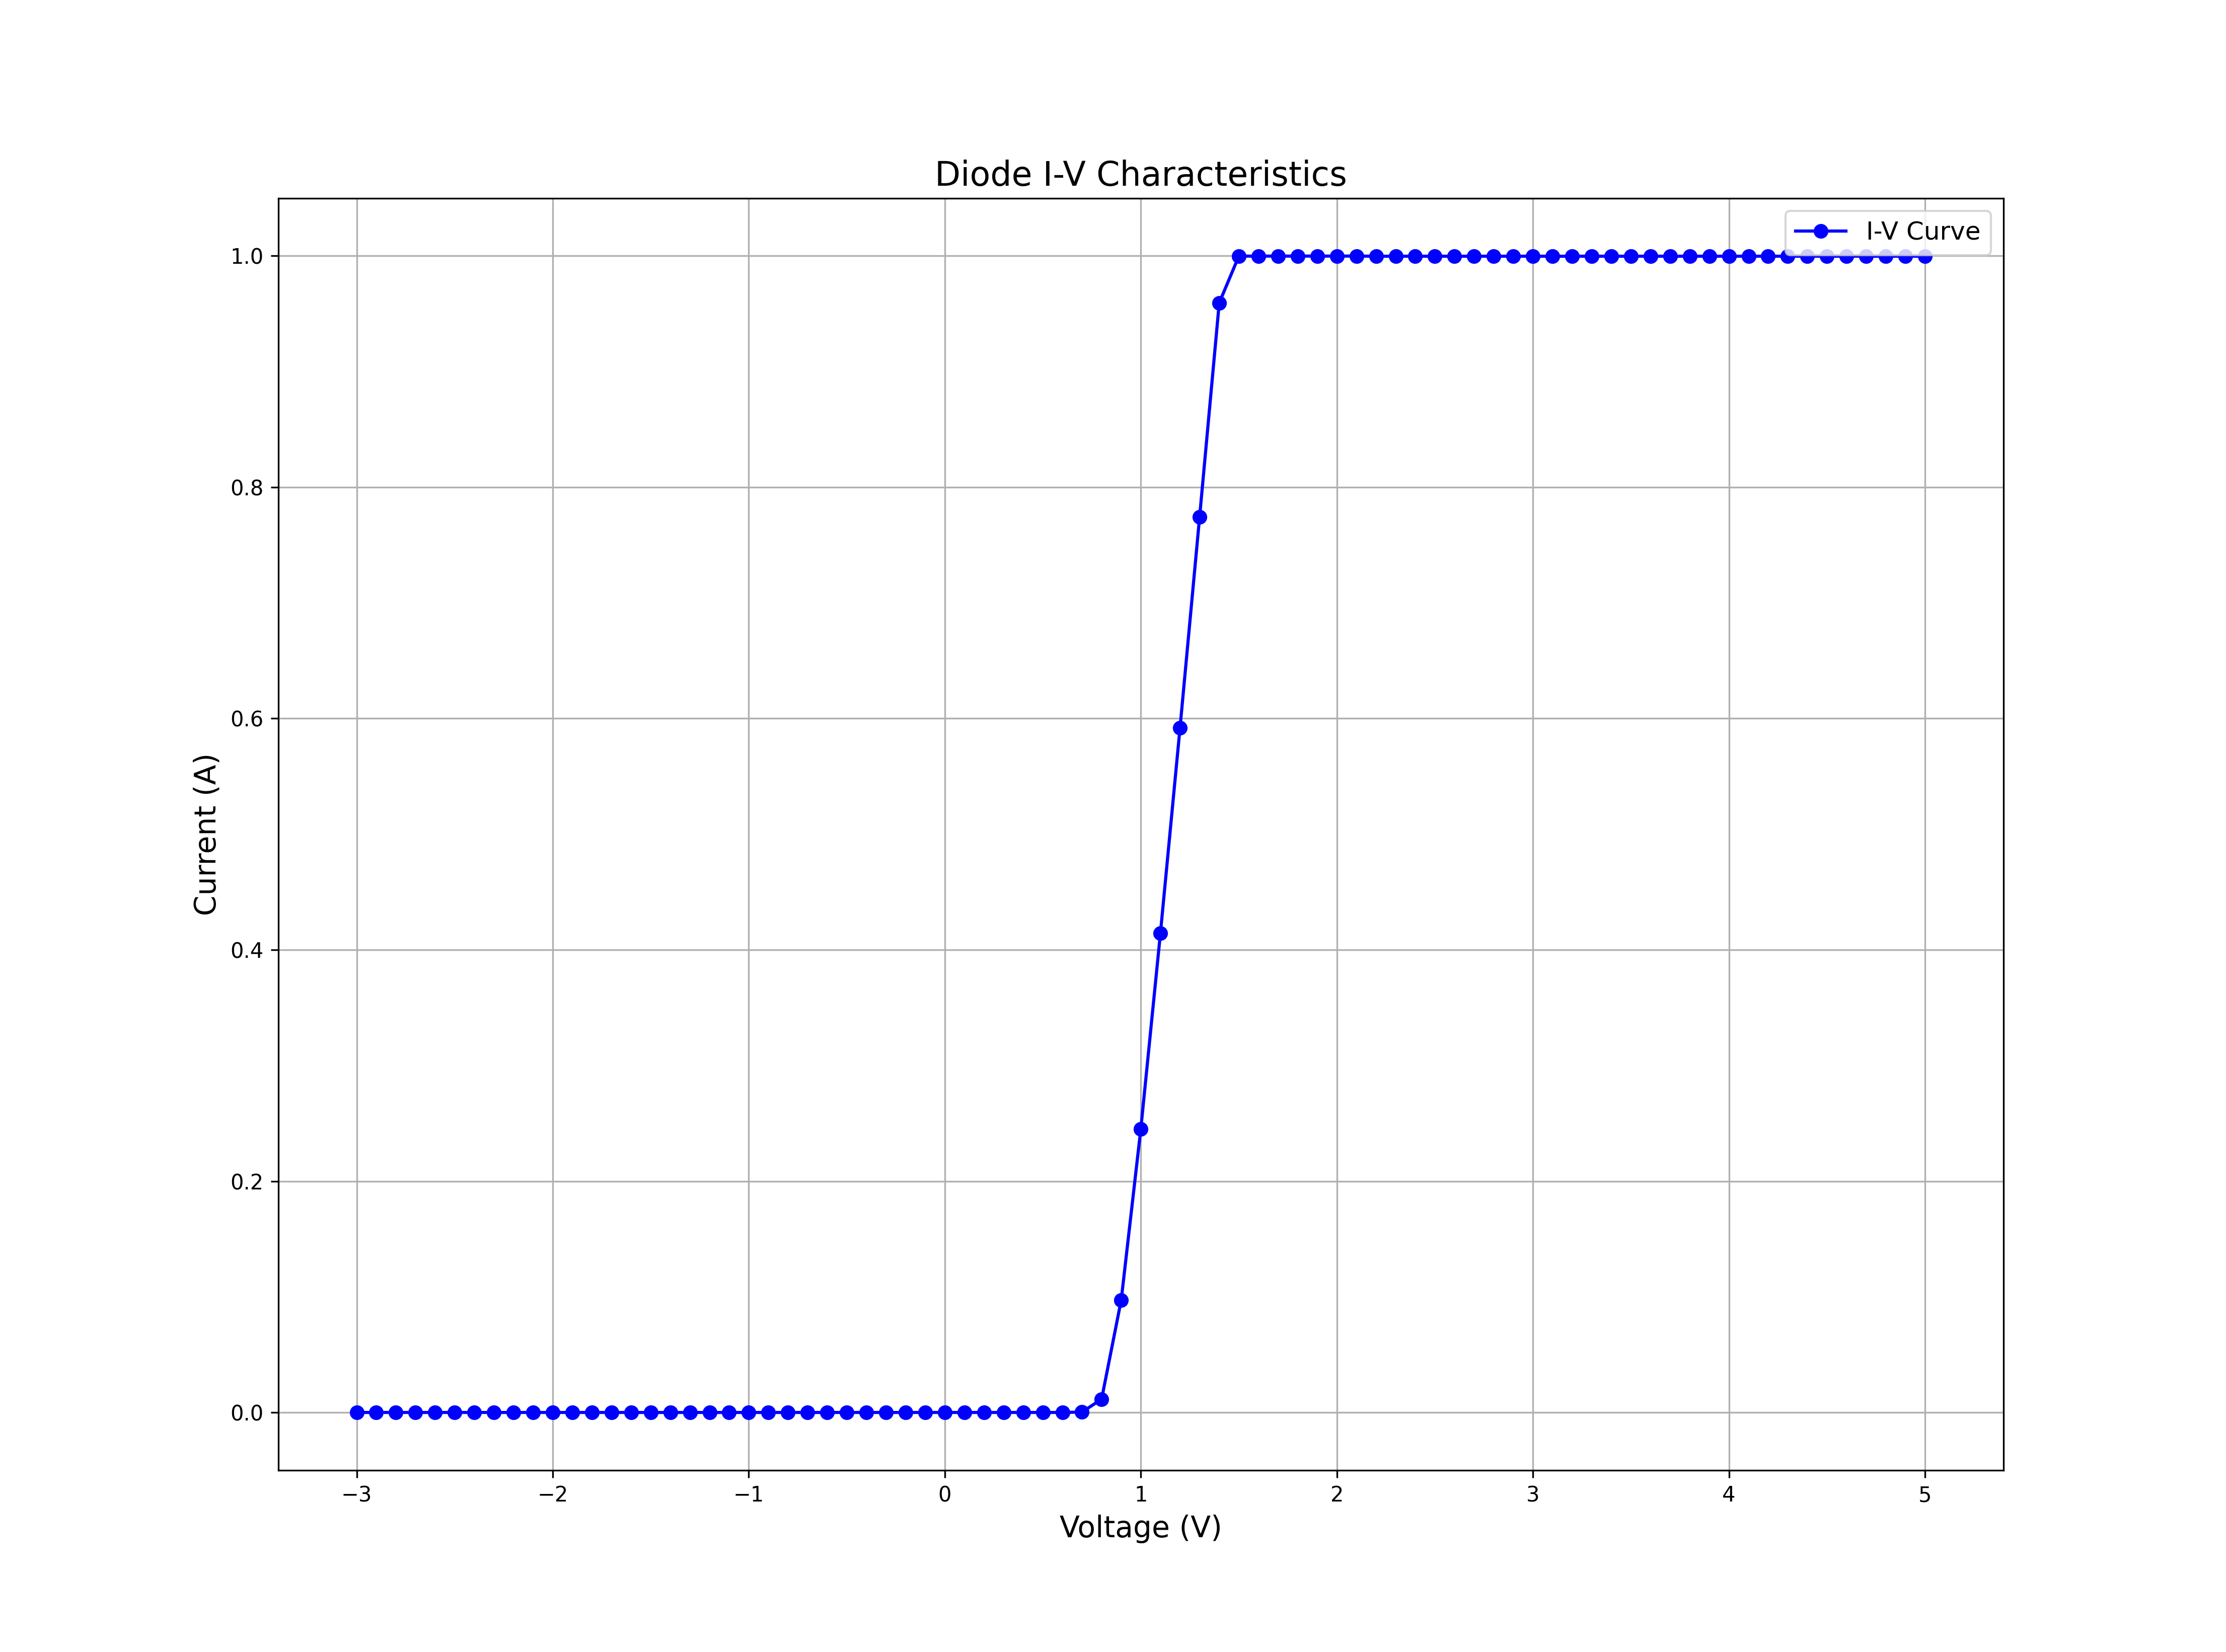 Diode I-V Characteristics
I-V Curve
1.0
0.8
0.6
0.4
0.2
0.0
Current (A)
−3 −2 −1 0 1 2 3 4 5
Voltage (V)